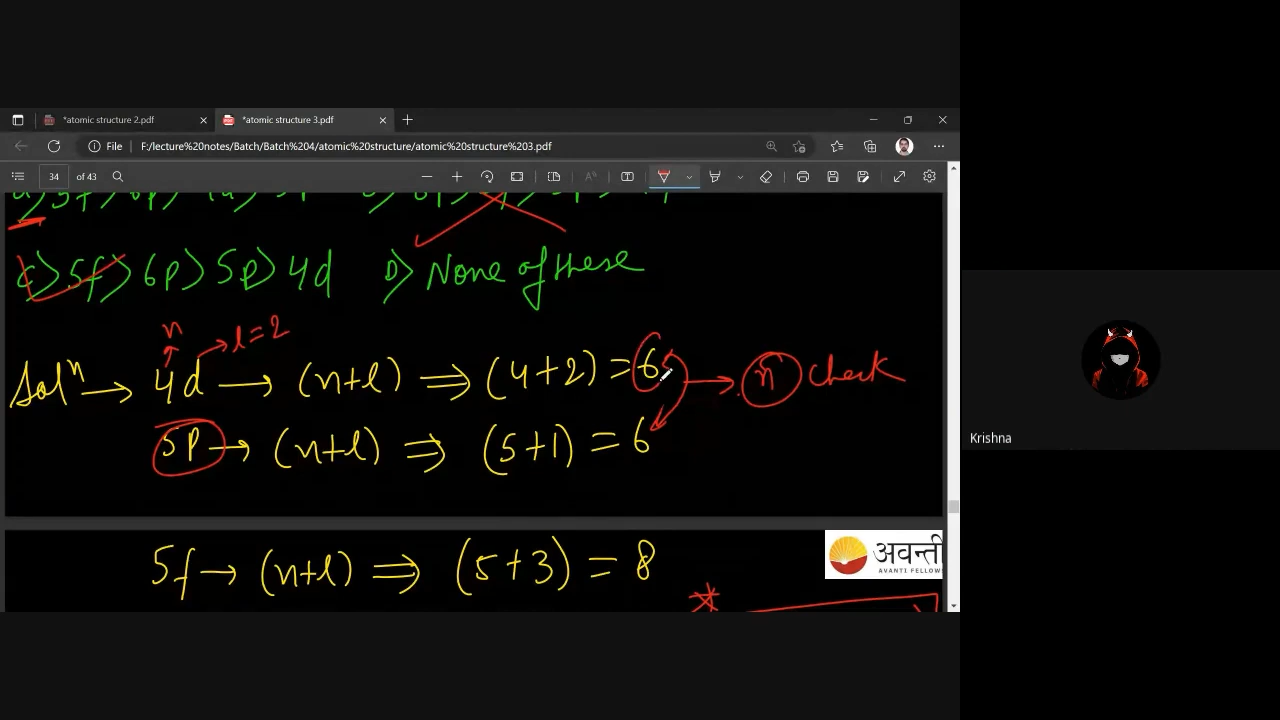 *atomic structure 2.pdf
*atomic structure 3.pdf
File F:/lecture%20notes/Batch/Batch%204/atomic%20structure/atomic%20structure%203.pdf
34 of 43
C> 5f > 6p > 5p > 4d D> None of these
n l=2
Solⁿ → 4d → (n+l) ⇒ (4+2) = 6 → n check
5p → (n+l) ⇒ (5+1) = 6
5f → (n+l) ⇒ (5+3) = 8
अवन्ती
AVANTI FELLOWS
Krishna